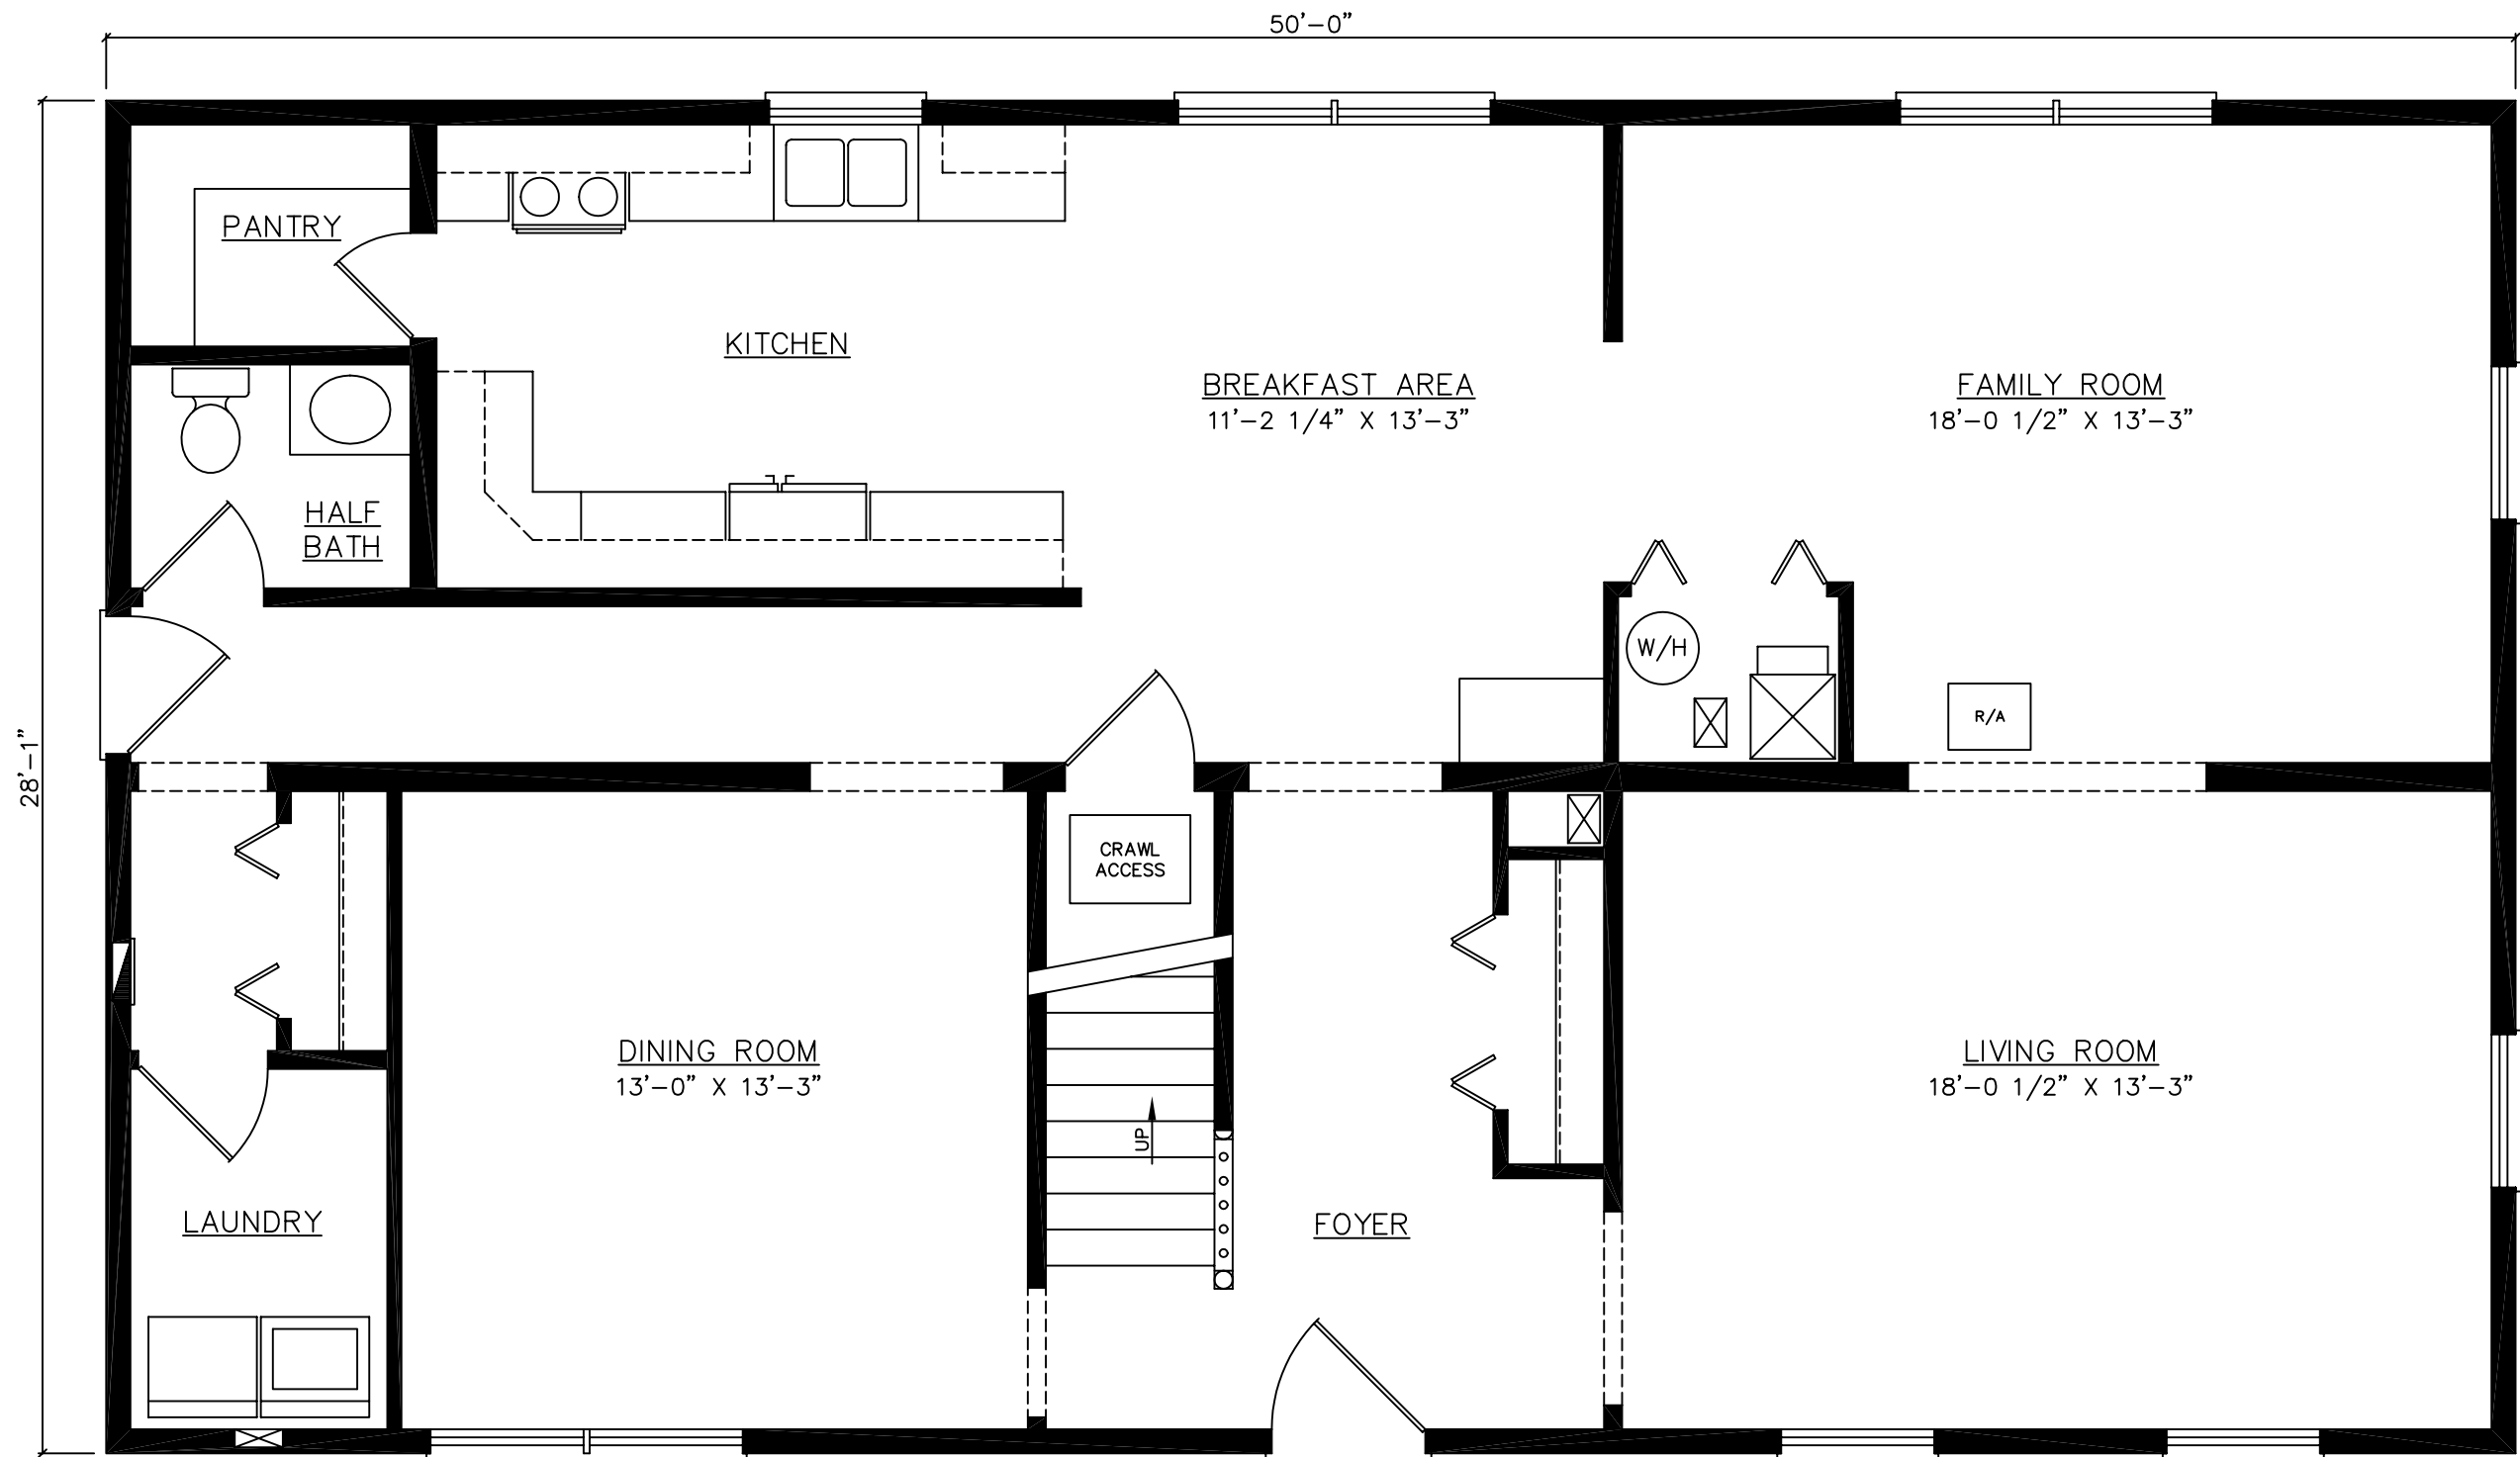 50'-0"
PANTRY
KITCHEN
BREAKFAST AREA
11'-2 1/4" X 13'-3"
FAMILY ROOM
18'-0 1/2" X 13'-3"
HALF
BATH
W/H
R/A
28'-1"
CRAWL
ACCESS
DINING ROOM
13'-0" X 13'-3"
LIVING ROOM
18'-0 1/2" X 13'-3"
UP
LAUNDRY
FOYER